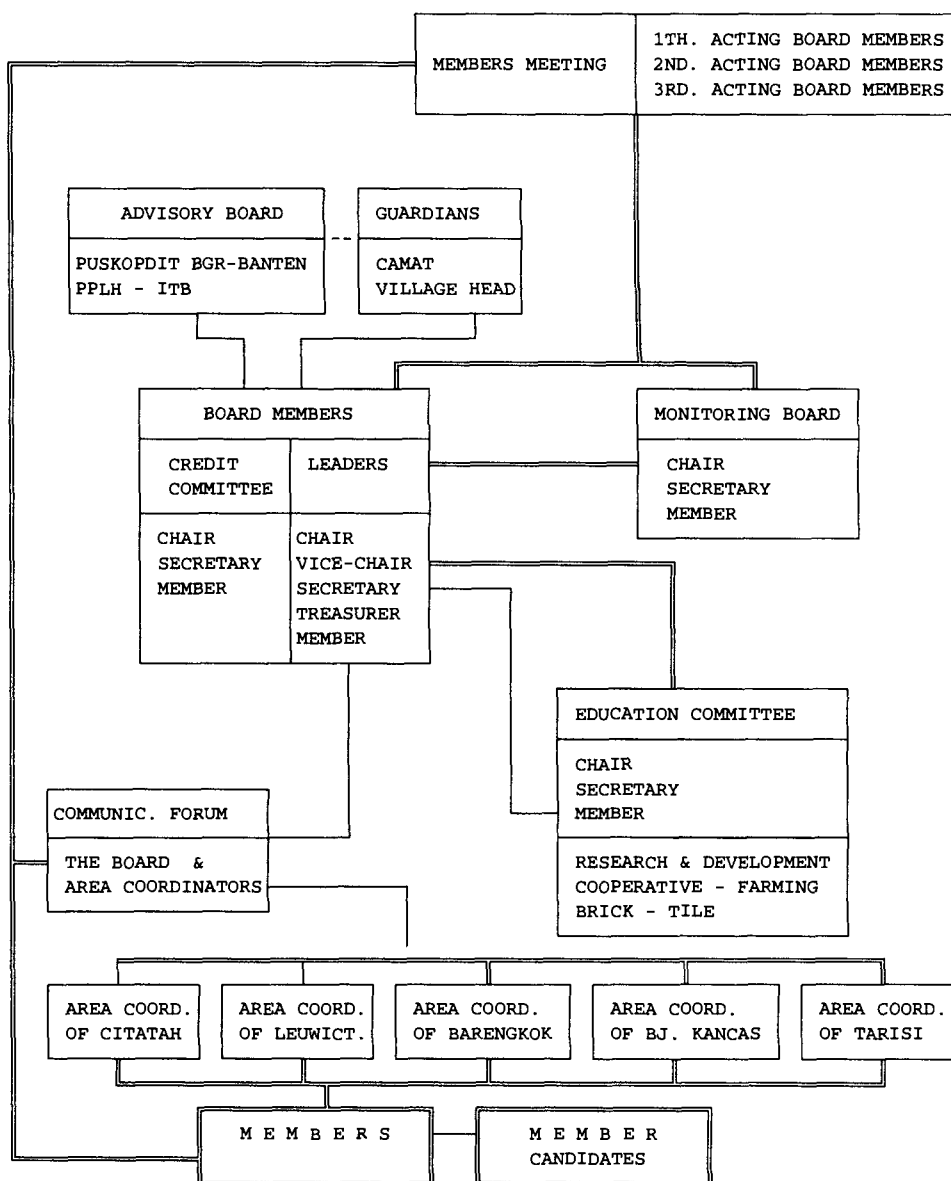 MEMBERS MEETING
1TH. ACTING BOARD MEMBERS
2ND. ACTING BOARD MEMBERS
3RD. ACTING BOARD MEMBERS
ADVISORY BOARD
PUSKOPDIT BGR-BANTEN
PPLH - ITB
GUARDIANS
CAMAT
VILLAGE HEAD
BOARD MEMBERS
CREDIT
COMMITTEE
LEADERS
CHAIR
SECRETARY
MEMBER
CHAIR
VICE-CHAIR
SECRETARY
TREASURER
MEMBER
MONITORING BOARD
CHAIR
SECRETARY
MEMBER
EDUCATION COMMITTEE
CHAIR
SECRETARY
MEMBER
RESEARCH & DEVELOPMENT
COOPERATIVE - FARMING
BRICK - TILE
COMMUNIC. FORUM
THE BOARD &
AREA COORDINATORS
AREA COORD.
OF CITATAH
AREA COORD.
OF LEUWICT.
AREA COORD.
OF BARENGKOK
AREA COORD.
OF BJ. KANCAS
AREA COORD.
OF TARISI
M E M B E R S
M E M B E R
CANDIDATES